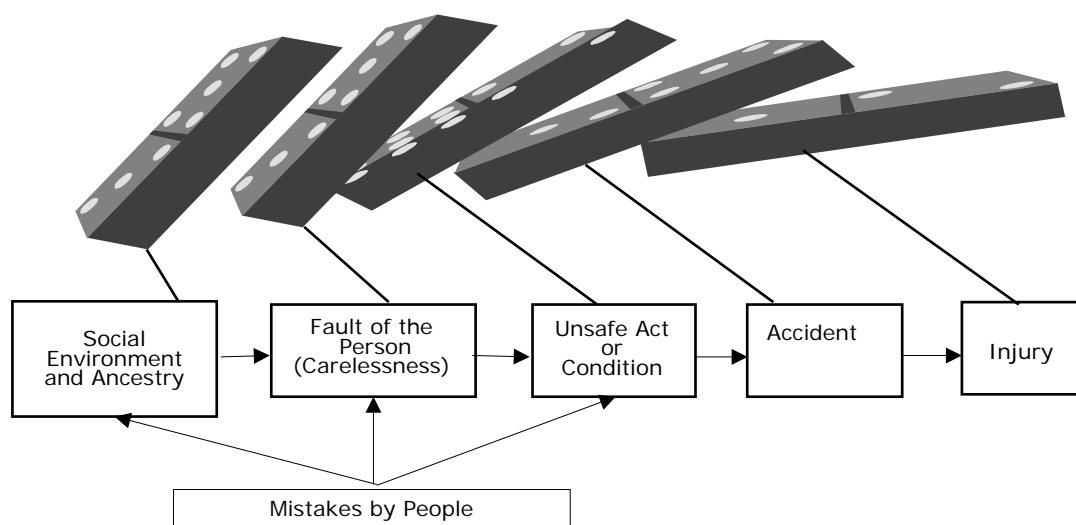 Social
Environment
and Ancestry
Fault of the
Person
(Carelessness)
Unsafe Act
or
Condition
Accident
Injury
Mistakes by People